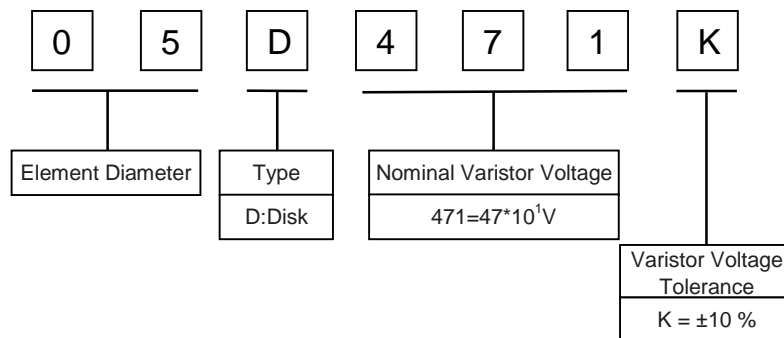 0 5 D 4 7 1 K
Element Diameter
Type
D:Disk
Nominal Varistor Voltage
471=47*10¹V
Varistor Voltage
Tolerance
K = ±10 %